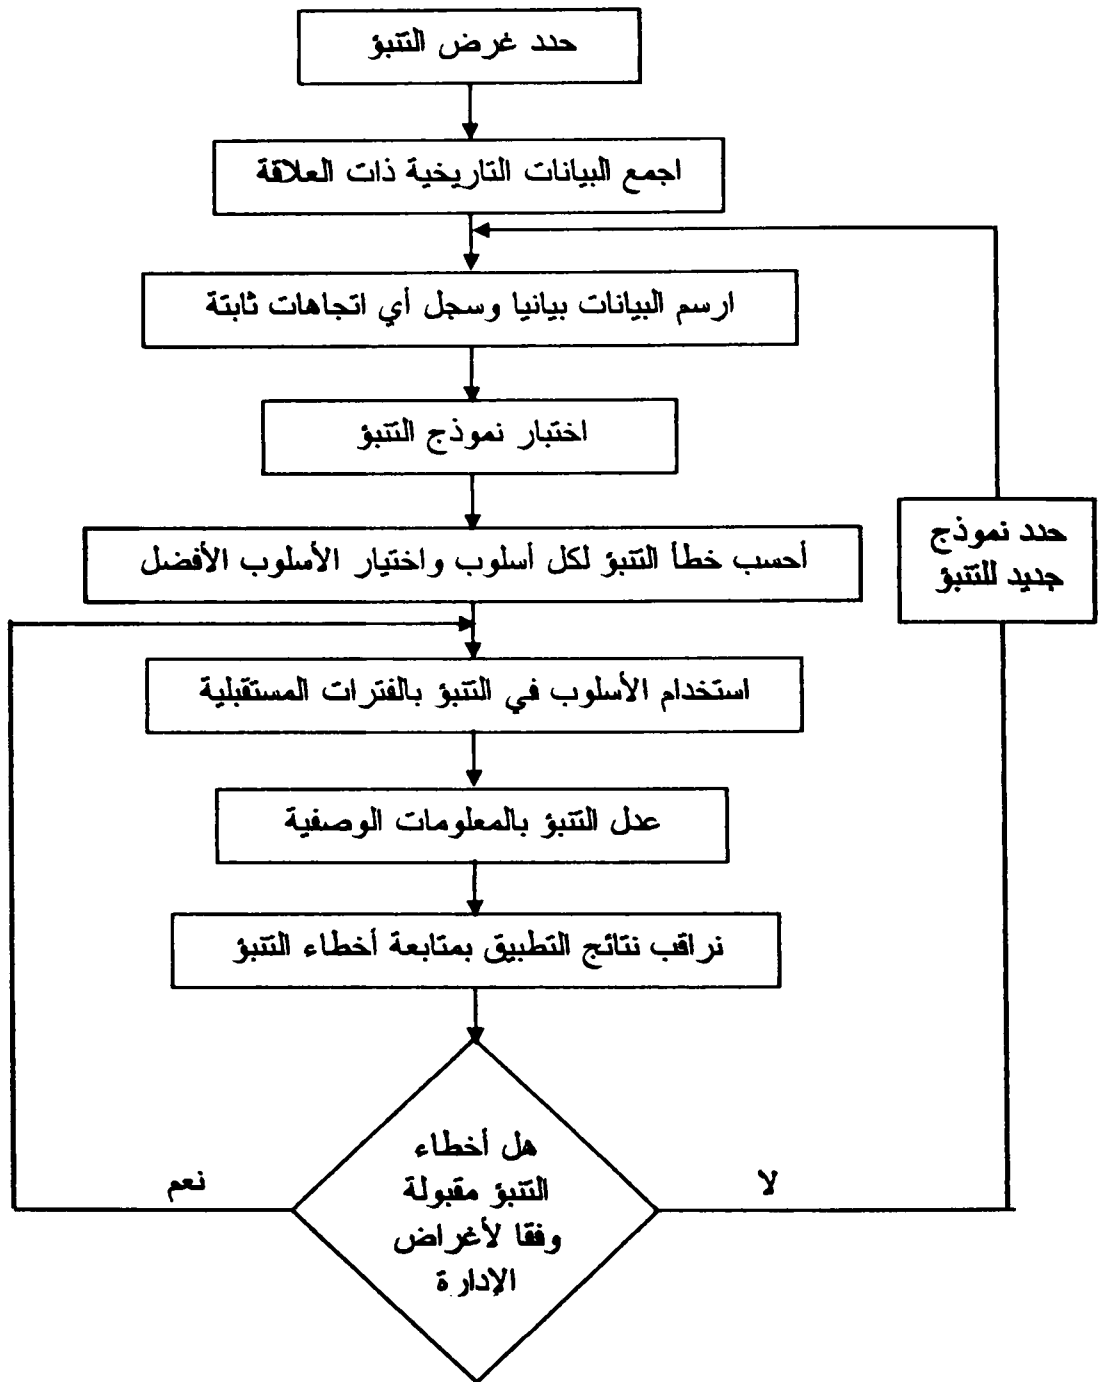 حدد غرض التنبؤ
اجمع البيانات التاريخية ذات العلاقة
ارسم البيانات بيانيا وسجل أي اتجاهات ثابتة
اختبار نموذج التنبؤ
حدد نموذج
جديد للتنبؤ
أحسب خطأ التنبؤ لكل أسلوب واختيار الأسلوب الأفضل
استخدام الأسلوب في التنبؤ بالفترات المستقبلية
عدل التنبؤ بالمعلومات الوصفية
نراقب نتائج التطبيق بمتابعة أخطاء التنبؤ
هل أخطاء
التنبؤ مقبولة
وفقا لأغراض
الإدارة
لا
نعم